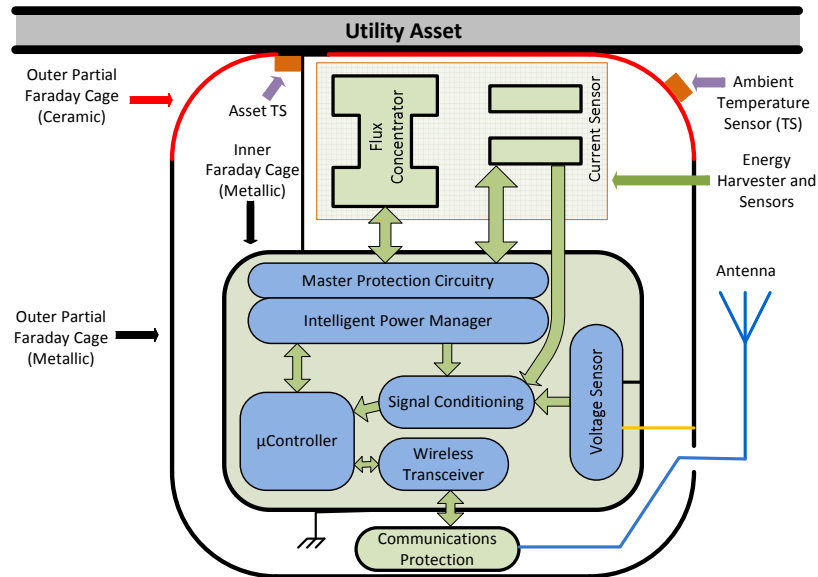 Utility Asset
Outer Partial
Faraday Cage
(Ceramic)
Asset TS
Flux
Concentrator
Current Sensor
Ambient
Temperature
Sensor (TS)
Inner
Faraday Cage
(Metallic)
Energy
Harvester and
Sensors
Master Protection Circuitry
Intelligent Power Manager
Antenna
Outer Partial
Faraday Cage
(Metallic)
Signal Conditioning
Voltage Sensor
µController
Wireless
Transceiver
Communications
Protection